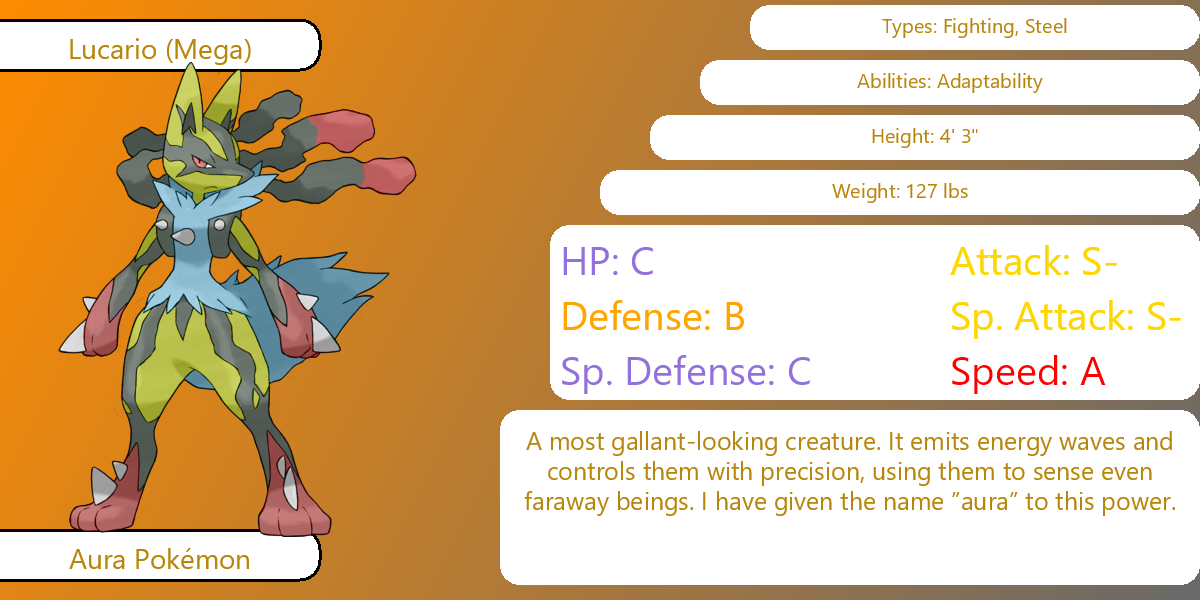 Lucario (Mega)
Types: Fighting, Steel
Abilities: Adaptability
Height: 4' 3"
Weight: 127 lbs
HP: C
Attack: S-
Defense: B
Sp. Attack: S-
Sp. Defense: C
Speed: A
A most gallant-looking creature. It emits energy waves and
controls them with precision, using them to sense even
faraway beings. I have given the name ”aura” to this power.
Aura Pokémon